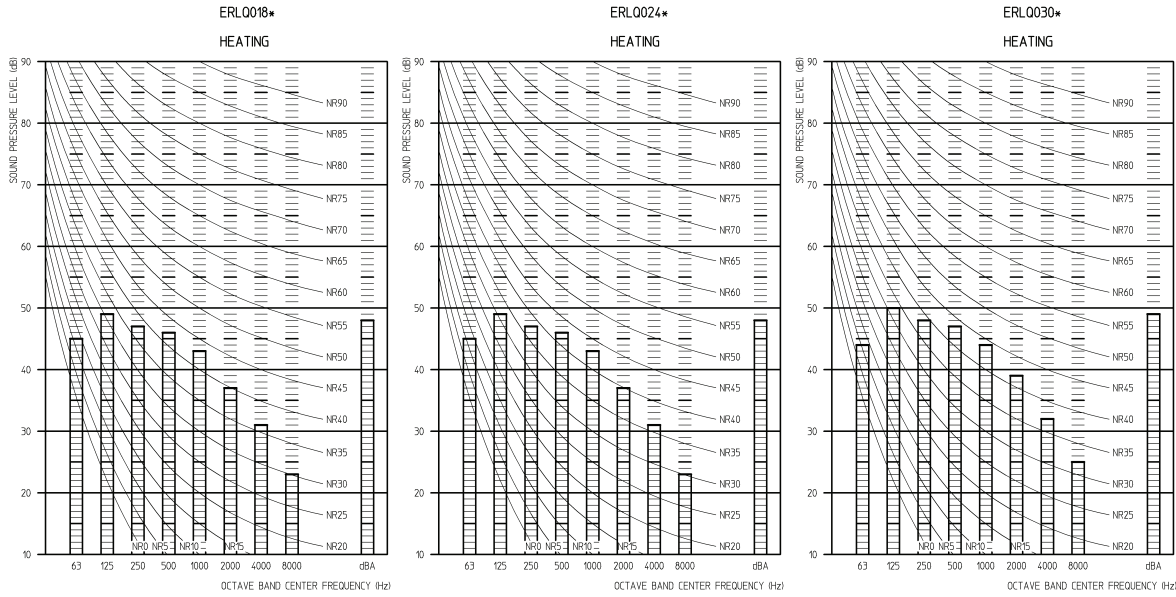 ERLQ018*
HEATING
SOUND PRESSURE LEVEL (dB)
90
80
70
60
50
40
30
20
10
NR90
NR85
NR80
NR75
NR70
NR65
NR60
NR55
NR50
NR45
NR40
NR35
NR30
NR25
NR20
NR0 NR5 NR10 NR15
63 125 250 500 1000 2000 4000 8000 dBA
OCTAVE BAND CENTER FREQUENCY (Hz)
ERLQ024*
HEATING
SOUND PRESSURE LEVEL (dB)
90
80
70
60
50
40
30
20
10
NR90
NR85
NR80
NR75
NR70
NR65
NR60
NR55
NR50
NR45
NR40
NR35
NR30
NR25
NR20
NR0 NR5 NR10 NR15
63 125 250 500 1000 2000 4000 8000 dBA
OCTAVE BAND CENTER FREQUENCY (Hz)
ERLQ030*
HEATING
SOUND PRESSURE LEVEL (dB)
90
80
70
60
50
40
30
20
10
NR90
NR85
NR80
NR75
NR70
NR65
NR60
NR55
NR50
NR45
NR40
NR35
NR30
NR25
NR20
NR0 NR5 NR10 NR15
63 125 250 500 1000 2000 4000 8000 dBA
OCTAVE BAND CENTER FREQUENCY (Hz)